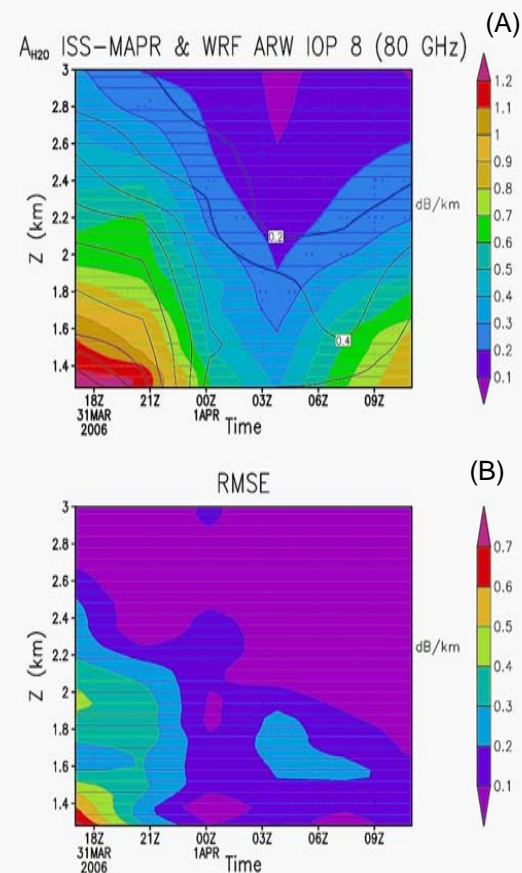 (A)
A_H2O ISS-MAPR & WRF ARW IOP 8 (80 GHz)
3
2.8
2.6
2.4
2.2
2
1.8
1.6
1.4
Z (km)
0.2
0.4
18Z 21Z 00Z 03Z 06Z 09Z
31MAR 1APR
2006
Time
dB/km
1.2
1.1
1
0.9
0.8
0.7
0.6
0.5
0.4
0.3
0.2
0.1
(B)
RMSE
3
2.8
2.6
2.4
2.2
2
1.8
1.6
1.4
Z (km)
18Z 21Z 00Z 03Z 06Z 09Z
31MAR 1APR
2006
Time
dB/km
0.7
0.6
0.5
0.4
0.3
0.2
0.1